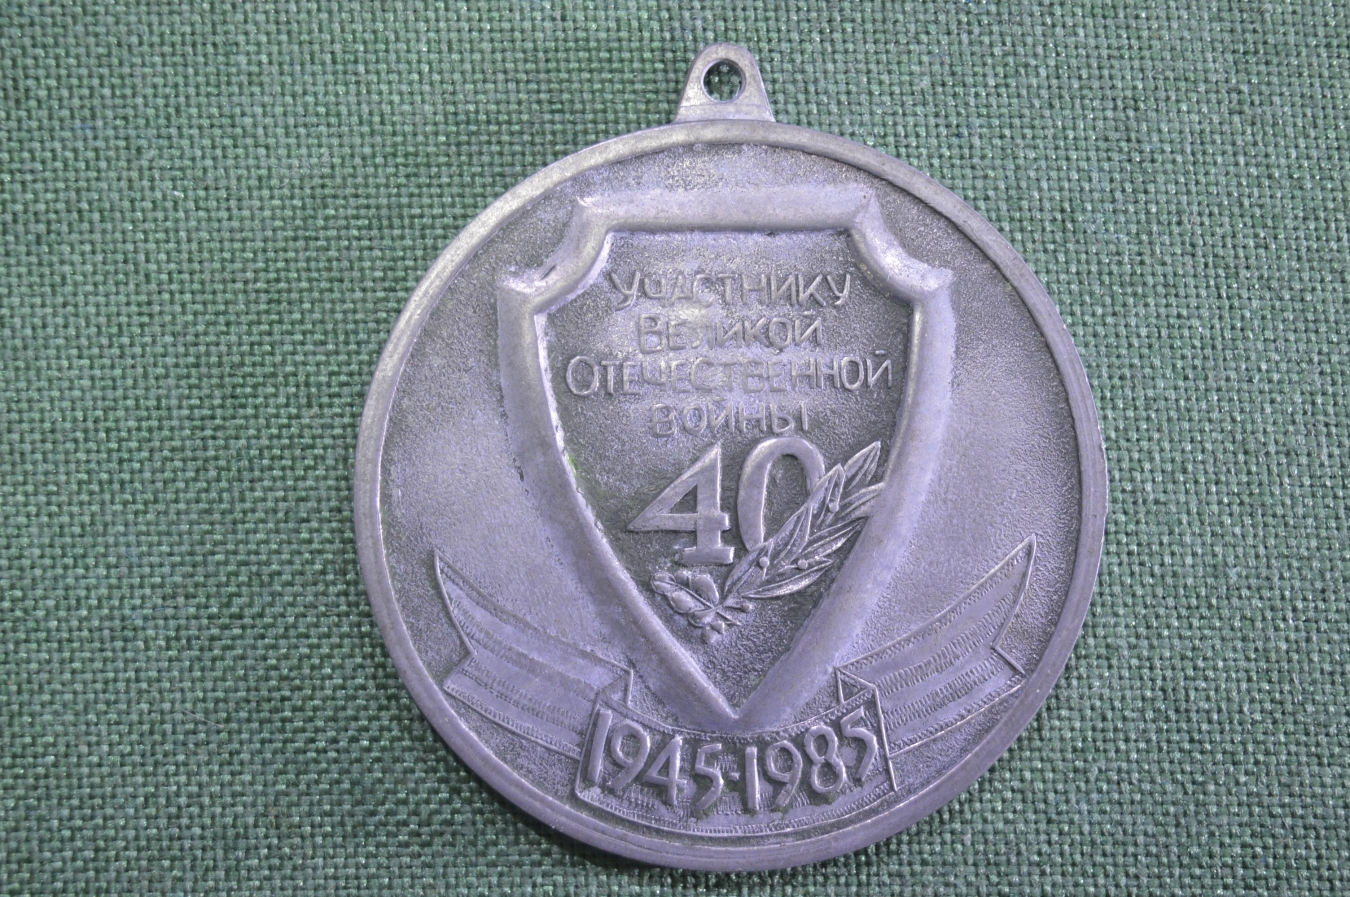 УЧАСТНИКУ
ВЕЛИКОЙ
ОТЕЧЕСТВЕННОЙ
ВОЙНЫ
40
1945-1985